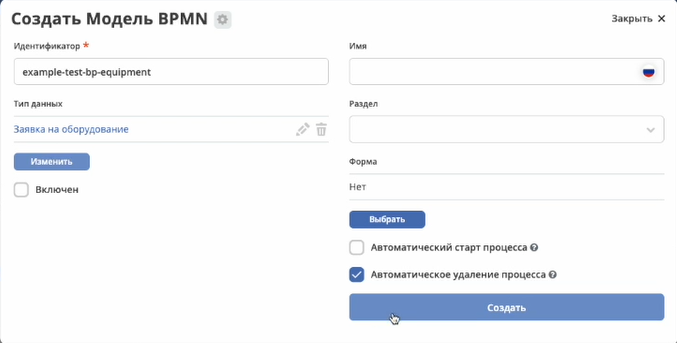 Создать Модель BPMN
Закрыть ✕
Идентификатор *
example-test-bp-equipment
Имя
Тип данных
Заявка на оборудование
Раздел
Изменить
Форма
Включен
Нет
Выбрать
Автоматический старт процесса
Автоматическое удаление процесса
Создать